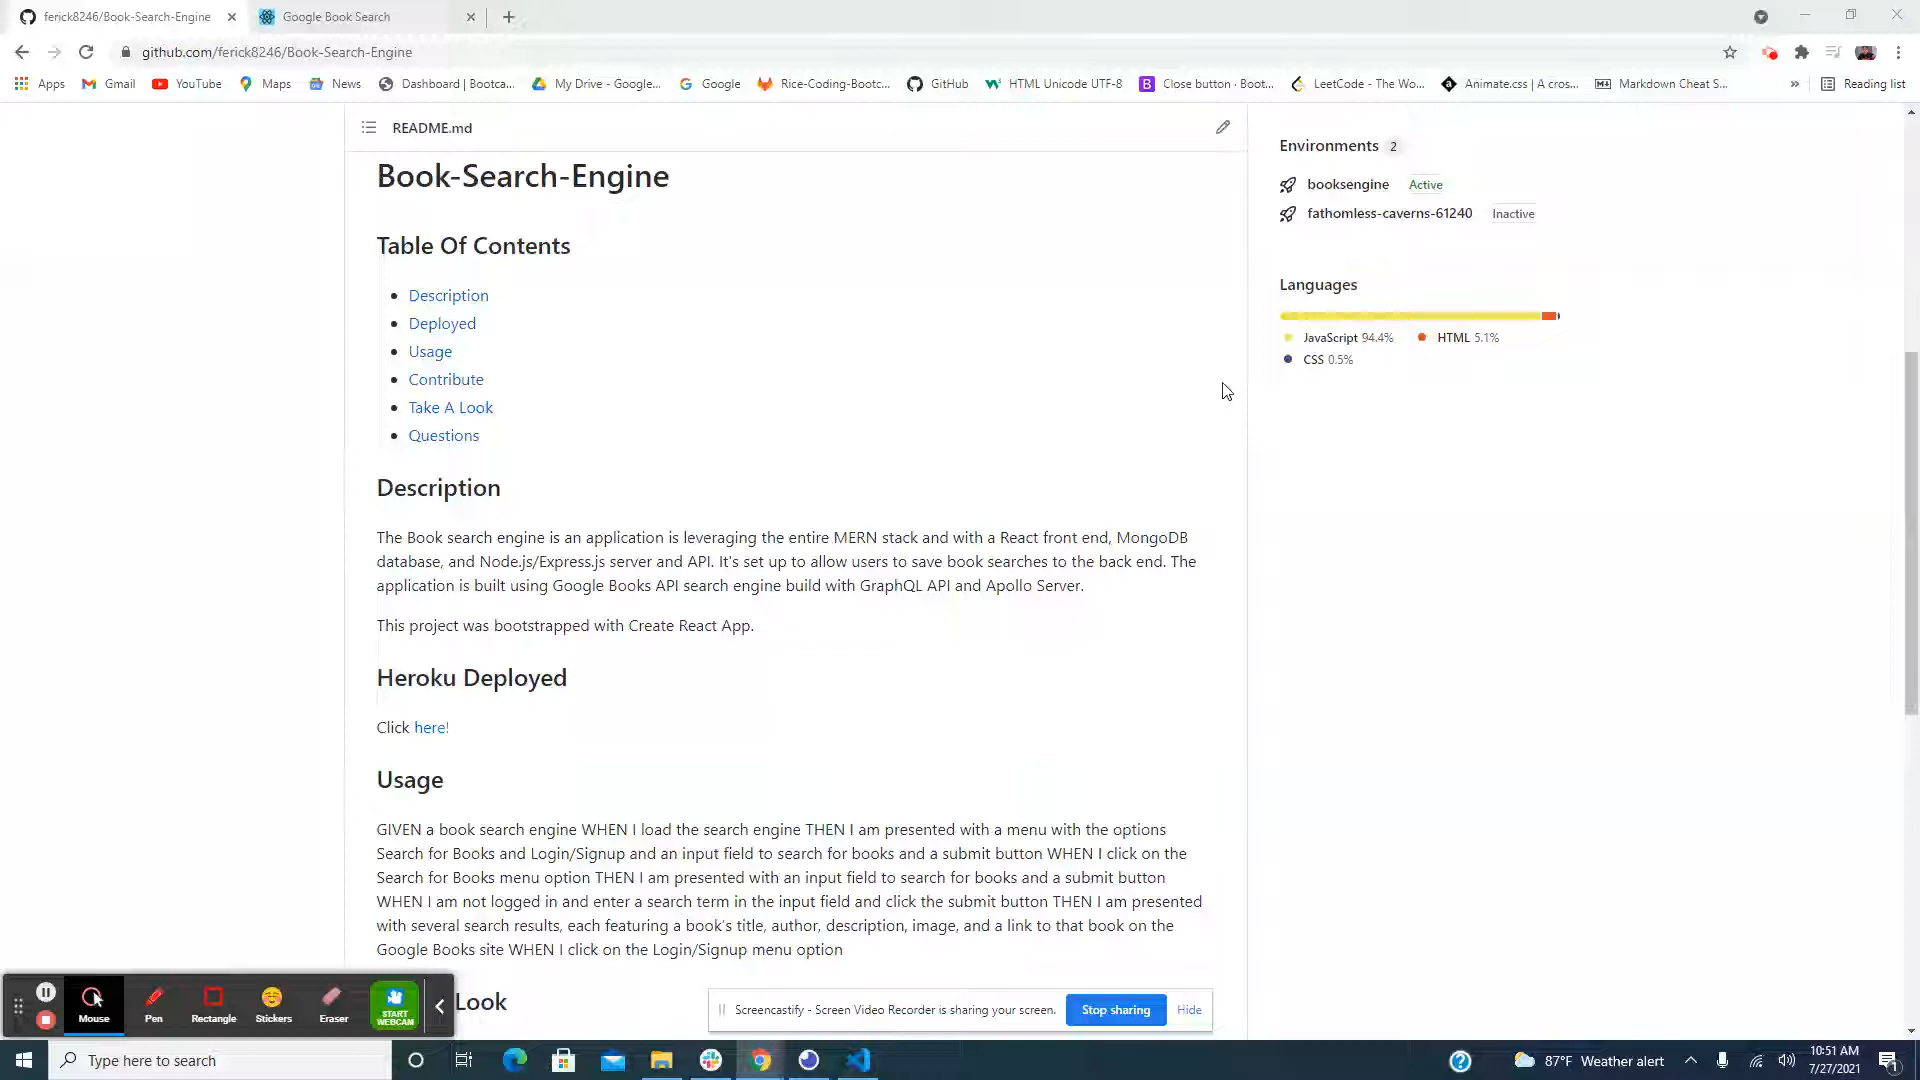 ferick8246/Book-Search-Engine
Google Book Search
github.com/ferick8246/Book-Search-Engine
Apps
Gmail
YouTube
Maps
News
Dashboard | Bootca...
My Drive - Google...
Google
Rice-Coding-Bootc...
GitHub
HTML Unicode UTF-8
Close button · Boot...
LeetCode - The Wo...
Animate.css | A cros...
Markdown Cheat S...
»
Reading list
README.md
Book-Search-Engine
Table Of Contents
Description
Deployed
Usage
Contribute
Take A Look
Questions
Description
The Book search engine is an application is leveraging the entire MERN stack and with a React front end, MongoDB
database, and Node.js/Express.js server and API. It's set up to allow users to save book searches to the back end. The
application is built using Google Books API search engine build with GraphQL API and Apollo Server.
This project was bootstrapped with Create React App.
Heroku Deployed
Click here!
Usage
GIVEN a book search engine WHEN I load the search engine THEN I am presented with a menu with the options
Search for Books and Login/Signup and an input field to search for books and a submit button WHEN I click on the
Search for Books menu option THEN I am presented with an input field to search for books and a submit button
WHEN I am not logged in and enter a search term in the input field and click the submit button THEN I am presented
with several search results, each featuring a book's title, author, description, image, and a link to that book on the
Google Books site WHEN I click on the Login/Signup menu option
Look
Environments 2
booksengine Active
fathomless-caverns-61240 Inactive
Languages
JavaScript 94.4% HTML 5.1%
CSS 0.5%
Mouse
Pen
Rectangle
Stickers
Eraser
START
WEBCAM
Screencastify - Screen Video Recorder is sharing your screen.
Stop sharing
Hide
Type here to search
87°F Weather alert
10:51 AM
7/27/2021
1